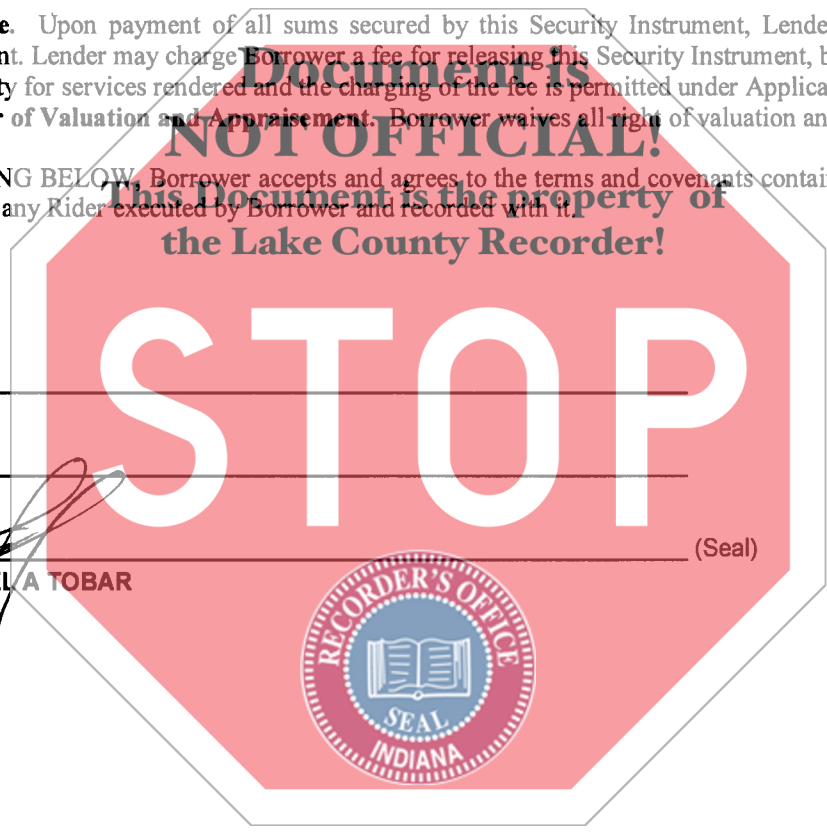 e. Upon payment of all sums secured by this Security Instrument, Lende
nt. Lender may charge Borrower a fee for releasing this Security Instrument, b
ty for services rendered and the charging of the fee is permitted under Applica
r of Valuation and Appraisement. Borrower waives all right of valuation an
NG BELOW, Borrower accepts and agrees to the terms and covenants contai
any Rider executed by Borrower and recorded with it.
Document is
NOT OFFICIAL!
This Document is the property of
the Lake County Recorder!
STOP
(Seal)
L A TOBAR
RECORDER'S OFFICE
SEAL
INDIANA